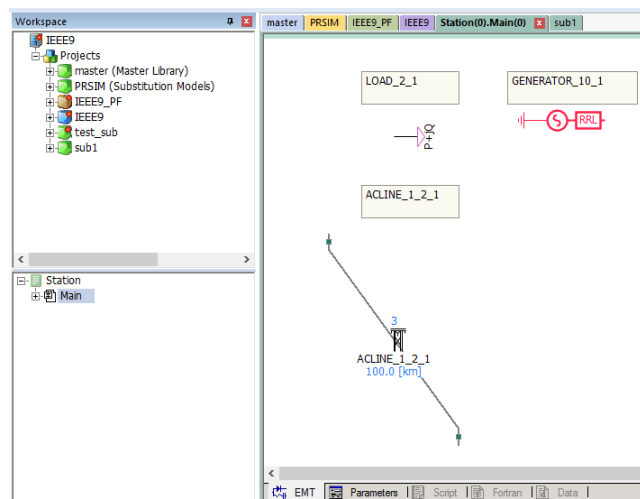 Workspace
IEEE9
Projects
master (Master Library)
PRSIM (Substitution Models)
IEEE9_PF
IEEE9
test_sub
sub1
Station
Main
master PRSIM IEEE9_PF IEEE9 Station(0).Main(0) sub1
LOAD_2_1 GENERATOR_10_1
P+jQ
S RRL
ACLINE_1_2_1
3
ACLINE_1_2_1
100.0 [km]
EMT Parameters Script Fortran Data